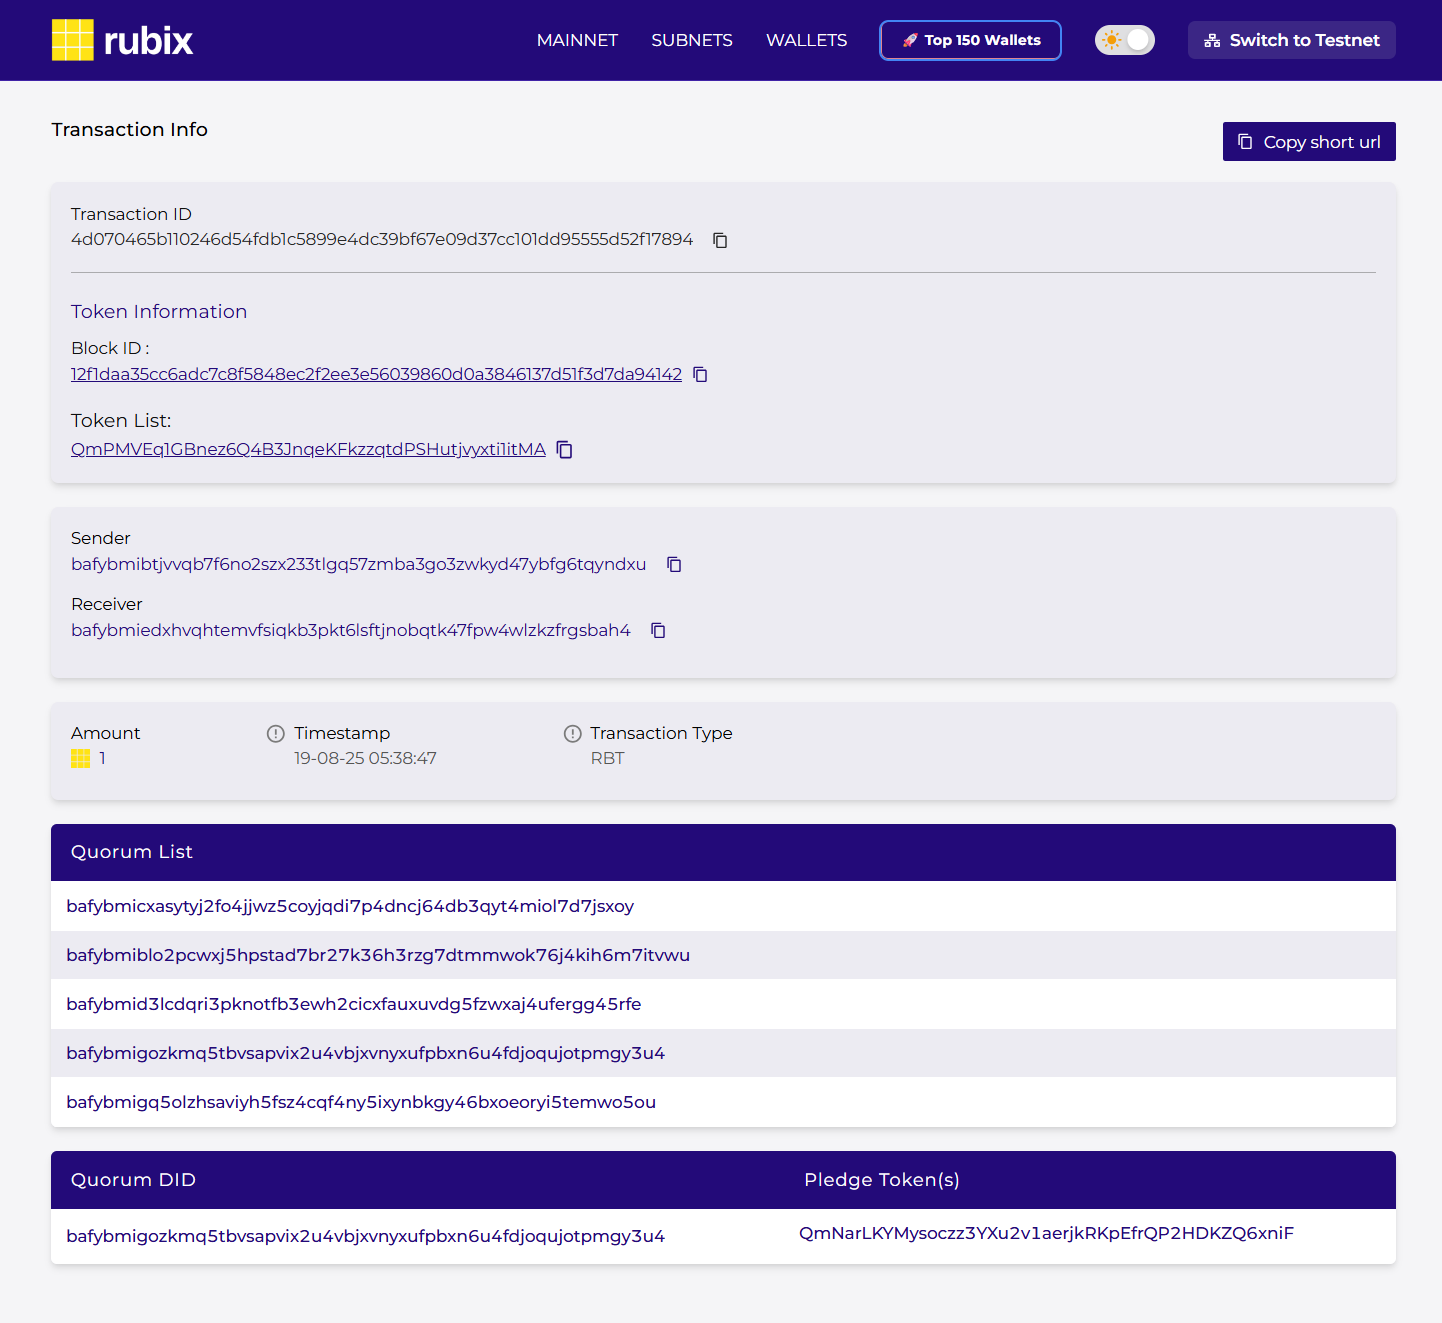 rubix
MAINNET
SUBNETS
WALLETS
Top 150 Wallets
Switch to Testnet
Transaction Info
Copy short url
Transaction ID
4d070465b110246d54fdb1c5899e4dc39bf67e09d37cc101dd95555d52f17894
Token Information
Block ID :
12f1daa35cc6adc7c8f5848ec2f2ee3e56039860d0a3846137d51f3d7da94142
Token List:
QmPMVEq1GBnez6Q4B3JnqeKFkzzqtdPSHutjvyxti1itMA
Sender
bafybmibtjvvqb7f6no2szx233tlgq57zmba3go3zwkyd47ybfg6tqyndxu
Receiver
bafybmiedxhvqhtemvfsiqkb3pkt6lsftjnobqtk47fpw4wlzkzfrgsbah4
Amount
1
Timestamp
19-08-25 05:38:47
Transaction Type
RBT
Quorum List
bafybmicxasytyj2fo4jjwz5coyjqdi7p4dncj64db3qyt4miol7d7jsxoy
bafybmiblo2pcwxj5hpstad7br27k36h3rzg7dtmmwok76j4kih6m7itvwu
bafybmid3lcdqri3pknotfb3ewh2cicxfauxuvdg5fzwxaj4ufergg45rfe
bafybmigozkmq5tbvsapvix2u4vbjxvnyxufpbxn6u4fdjoqujotpmgy3u4
bafybmigq5olzhsaviyh5fsz4cqf4ny5ixynbkgy46bxoeoryi5temwo5ou
Quorum DID
Pledge Token(s)
bafybmigozkmq5tbvsapvix2u4vbjxvnyxufpbxn6u4fdjoqujotpmgy3u4
QmNarLKYMysoczz3YXu2v1aerjkRKpEfrQP2HDKZQ6xniF